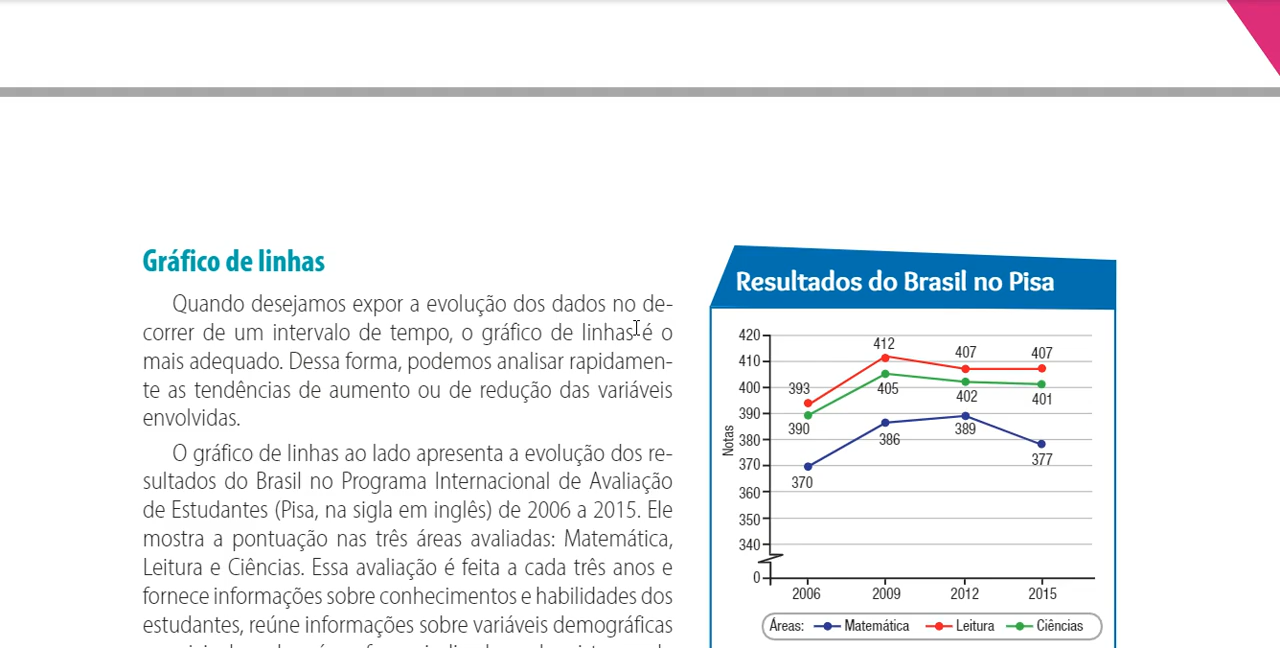 Gráfico de linhas
Quando desejamos expor a evolução dos dados no de-
correr de um intervalo de tempo, o gráfico de linhas é o
mais adequado. Dessa forma, podemos analisar rapidamen-
te as tendências de aumento ou de redução das variáveis
envolvidas.
O gráfico de linhas ao lado apresenta a evolução dos re-
sultados do Brasil no Programa Internacional de Avaliação
de Estudantes (Pisa, na sigla em inglês) de 2006 a 2015. Ele
mostra a pontuação nas três áreas avaliadas: Matemática,
Leitura e Ciências. Essa avaliação é feita a cada três anos e
fornece informações sobre conhecimentos e habilidades dos
estudantes, reúne informações sobre variáveis demográficas
Resultados do Brasil no Pisa
Notas
420
410
400
390
380
370
360
350
340
0
393
412
407
407
390
405
402
401
370
386
389
377
2006 2009 2012 2015
Áreas: Matemática Leitura Ciências